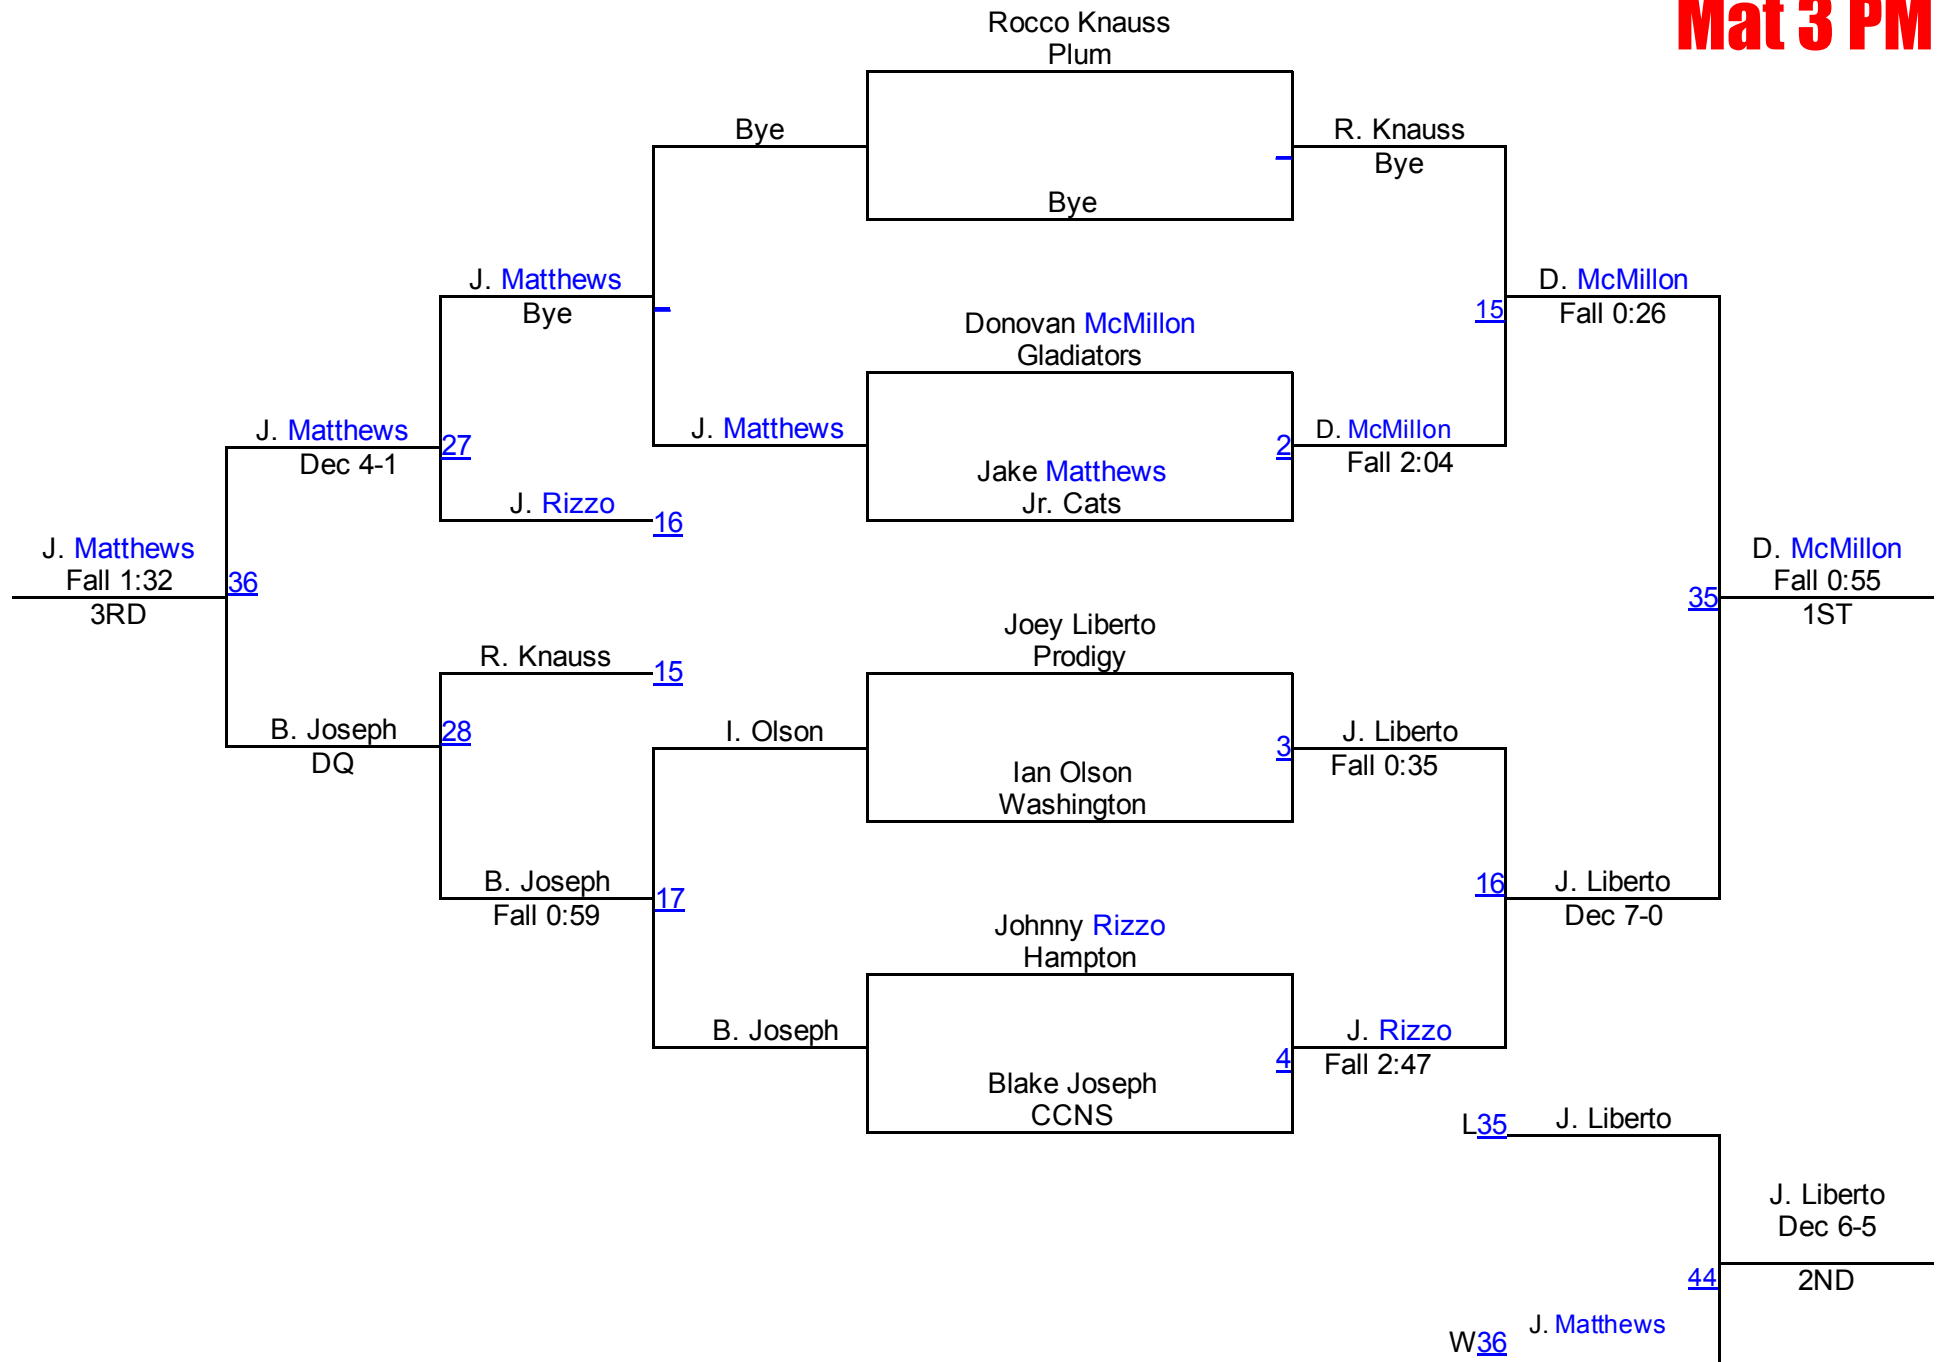 Mat 3 PM
Rocco Knauss
Plum
Bye
R. Knauss
Bye
Bye
J. Matthews
Bye
D. McMillon
Fall 0:26
15
Donovan McMillon
Gladiators
J. Matthews
Dec 4-1
27
J. Matthews
2
D. McMillon
Fall 2:04
Jake Matthews
Jr. Cats
J. Rizzo
16
J. Matthews
Fall 1:32
3RD
36
D. McMillon
Fall 0:55
1ST
35
Joey Liberto
Prodigy
R. Knauss
15
B. Joseph
DQ
28
I. Olson
3
J. Liberto
Fall 0:35
Ian Olson
Washington
B. Joseph
Fall 0:59
17
16
J. Liberto
Dec 7-0
Johnny Rizzo
Hampton
B. Joseph
4
J. Rizzo
Fall 2:47
Blake Joseph
CCNS
L35
J. Liberto
J. Liberto
Dec 6-5
2ND
44
W36
J. Matthews